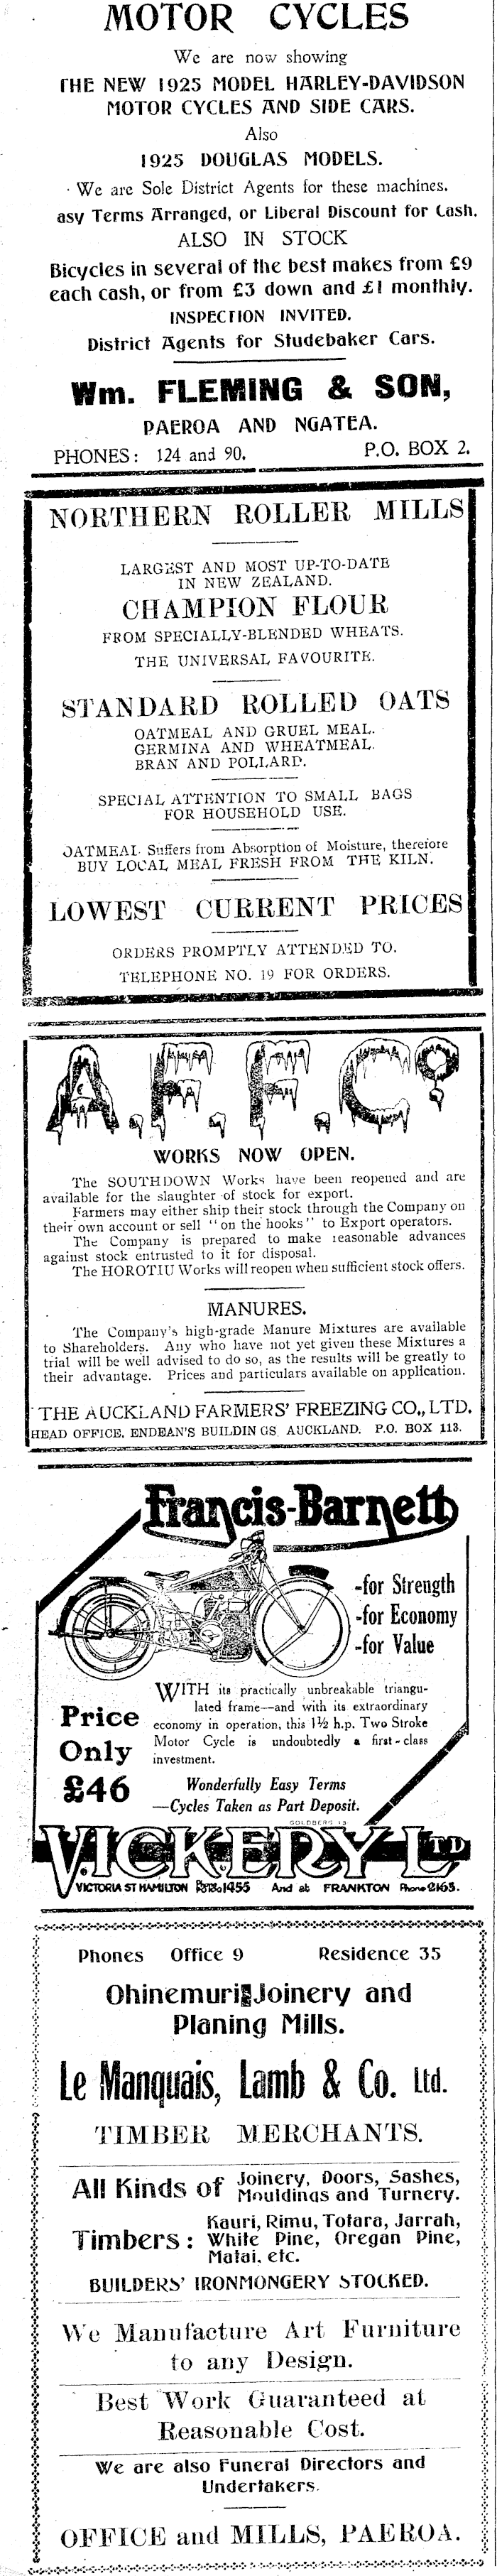 MOTOR CYCLES
We are now showing
THE NEW 1925 MODEL HARLEY-DAVIDSON
MOTOR CYCLES AND SIDE CARS.
Also
1925 DOUGLAS MODELS.
We are Sole District Agents for these machines.
asy Terms Arranged, or Liberal Discount for Cash.
ALSO IN STOCK
Bicycles in several of the best makes from £9
each cash, or from £3 down and £1 monthly.
INSPECTION INVITED.
District Agents for Studebaker Cars.
Wm. FLEMING & SON,
PAEROA AND NGATEA.
PHONES: 124 and 90. P.O. BOX 2.
NORTHERN ROLLER MILLS
LARGEST AND MOST UP-TO-DATE
IN NEW ZEALAND.
CHAMPION FLOUR
FROM SPECIALLY-BLENDED WHEATS.
THE UNIVERSAL FAVOURITE.
STANDARD ROLLED OATS
OATMEAL AND GRUEL MEAL.
GERMINA AND WHEATMEAL.
BRAN AND POLLARD.
SPECIAL ATTENTION TO SMALL BAGS
FOR HOUSEHOLD USE.
OATMEAL Suffers from Absorption of Moisture, therefore
BUY LOCAL MEAL FRESH FROM THE KILN.
LOWEST CURRENT PRICES
ORDERS PROMPTLY ATTENDED TO.
TELEPHONE NO. 19 FOR ORDERS.
A.F.F.Co
WORKS NOW OPEN.
The SOUTHDOWN Works have been reopened and are
available for the slaughter of stock for export.
Farmers may either ship their stock through the Company on
their own account or sell "on the hooks" to Export operators.
The Company is prepared to make reasonable advances
against stock entrusted to it for disposal.
The HOROTIU Works will reopen when sufficient stock offers.
MANURES.
The Company's high-grade Manure Mixtures are available
to Shareholders. Any who have not yet given these Mixtures a
trial will be well advised to do so, as the results will be greatly to
their advantage. Prices and particulars available on application.
THE AUCKLAND FARMERS' FREEZING CO., LTD.
HEAD OFFICE, ENDEAN'S BUILDINGS, AUCKLAND. P.O. BOX 113.
Francis-Barnett
-for Strength
-for Economy
-for Value
Price
Only
£46
WITH its practically unbreakable triangu-
lated frame—and with its extraordinary
economy in operation, this 1½ h.p. Two Stroke
Motor Cycle is undoubtedly a first-class
investment.
Wonderfully Easy Terms
—Cycles Taken as Part Deposit.
GOLDBERG 13
VICKERY LTD
VICTORIA ST HAMILTON 1455 And at FRANKTON Phone 2163.
Phones Office 9 Residence 35
Ohinemuri Joinery and
Planing Mills.
Le Manquais, Lamb & Co. Ltd.
TIMBER MERCHANTS.
All Kinds of Joinery, Doors, Sashes,
Mouldings and Turnery.
Timbers: Kauri, Rimu, Totara, Jarrah,
White Pine, Oregan Pine,
Matai, etc.
BUILDERS' IRONMONGERY STOCKED.
We Manufacture Art Furniture
to any Design.
Best Work Guaranteed at
Reasonable Cost.
We are also Funeral Directors and
Undertakers.
OFFICE and MILLS, PAEROA.